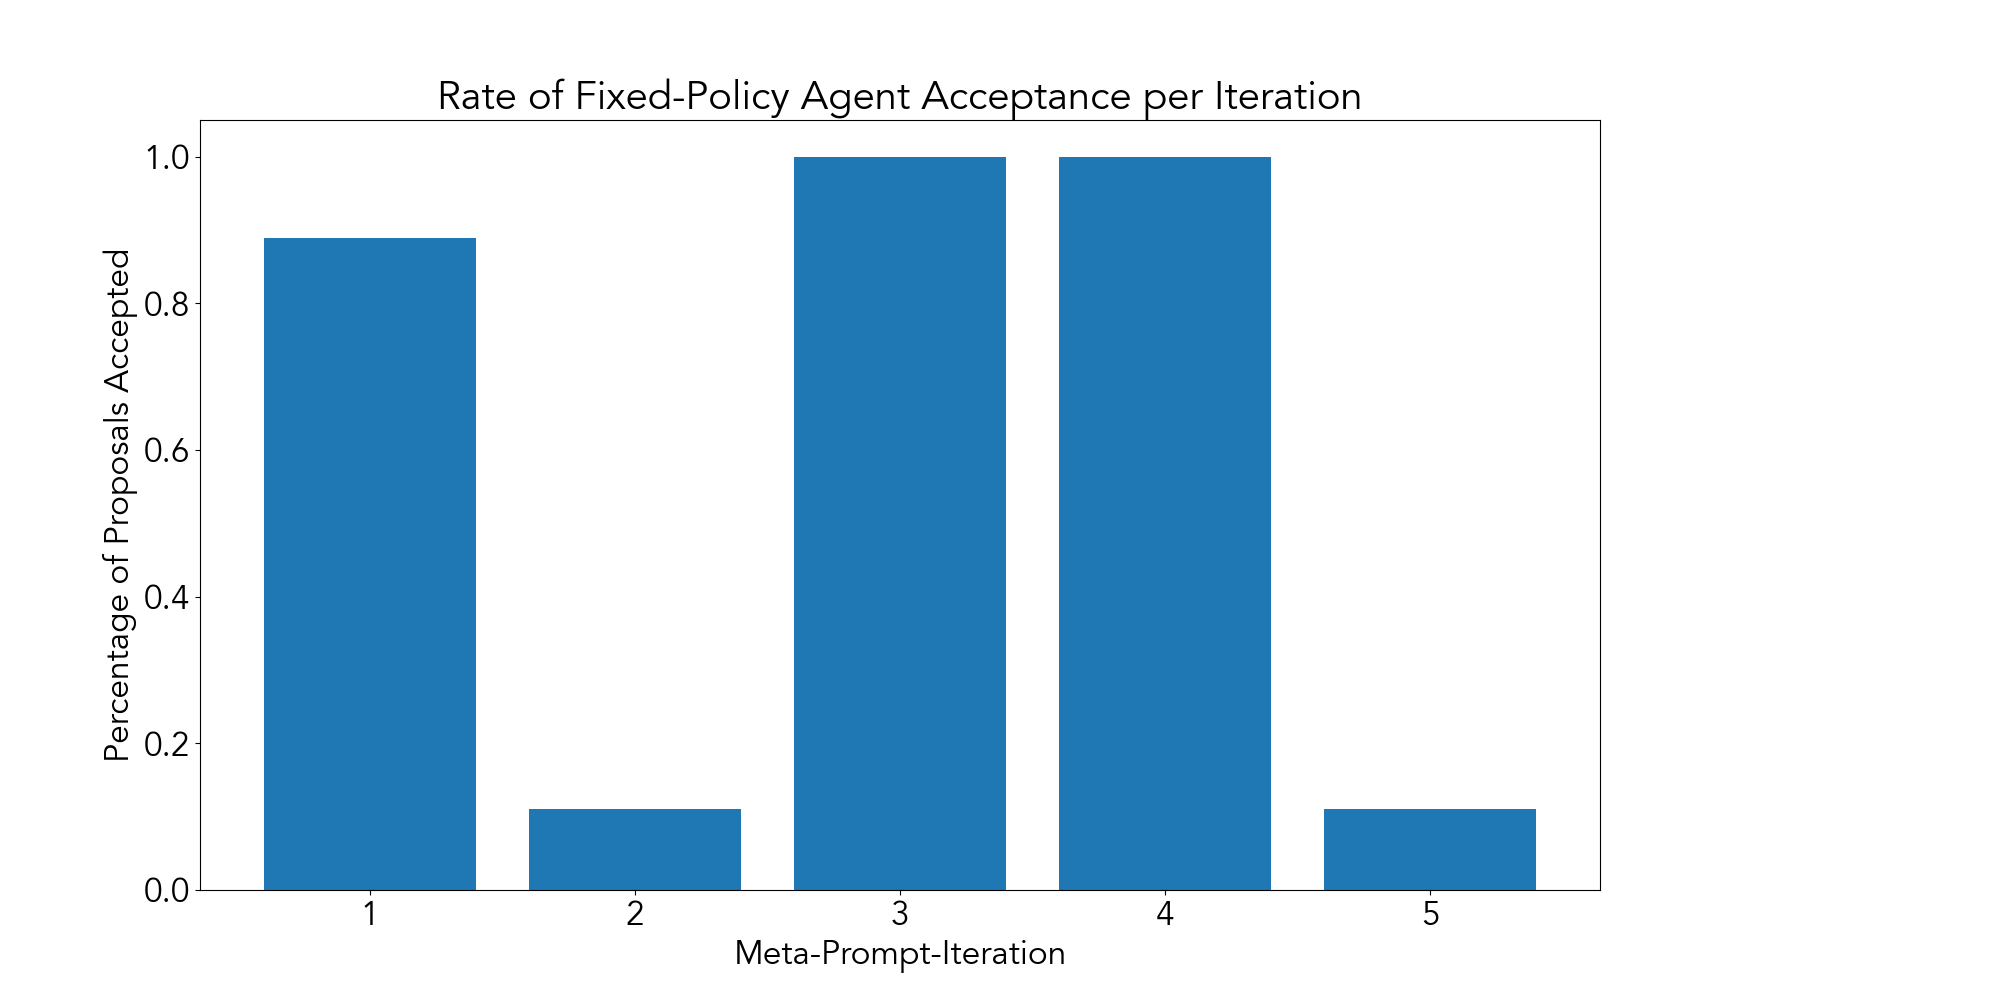 Rate of Fixed-Policy Agent Acceptance per Iteration
Percentage of Proposals Accepted
1.0
0.8
0.6
0.4
0.2
0.0
1 2 3 4 5
Meta-Prompt-Iteration